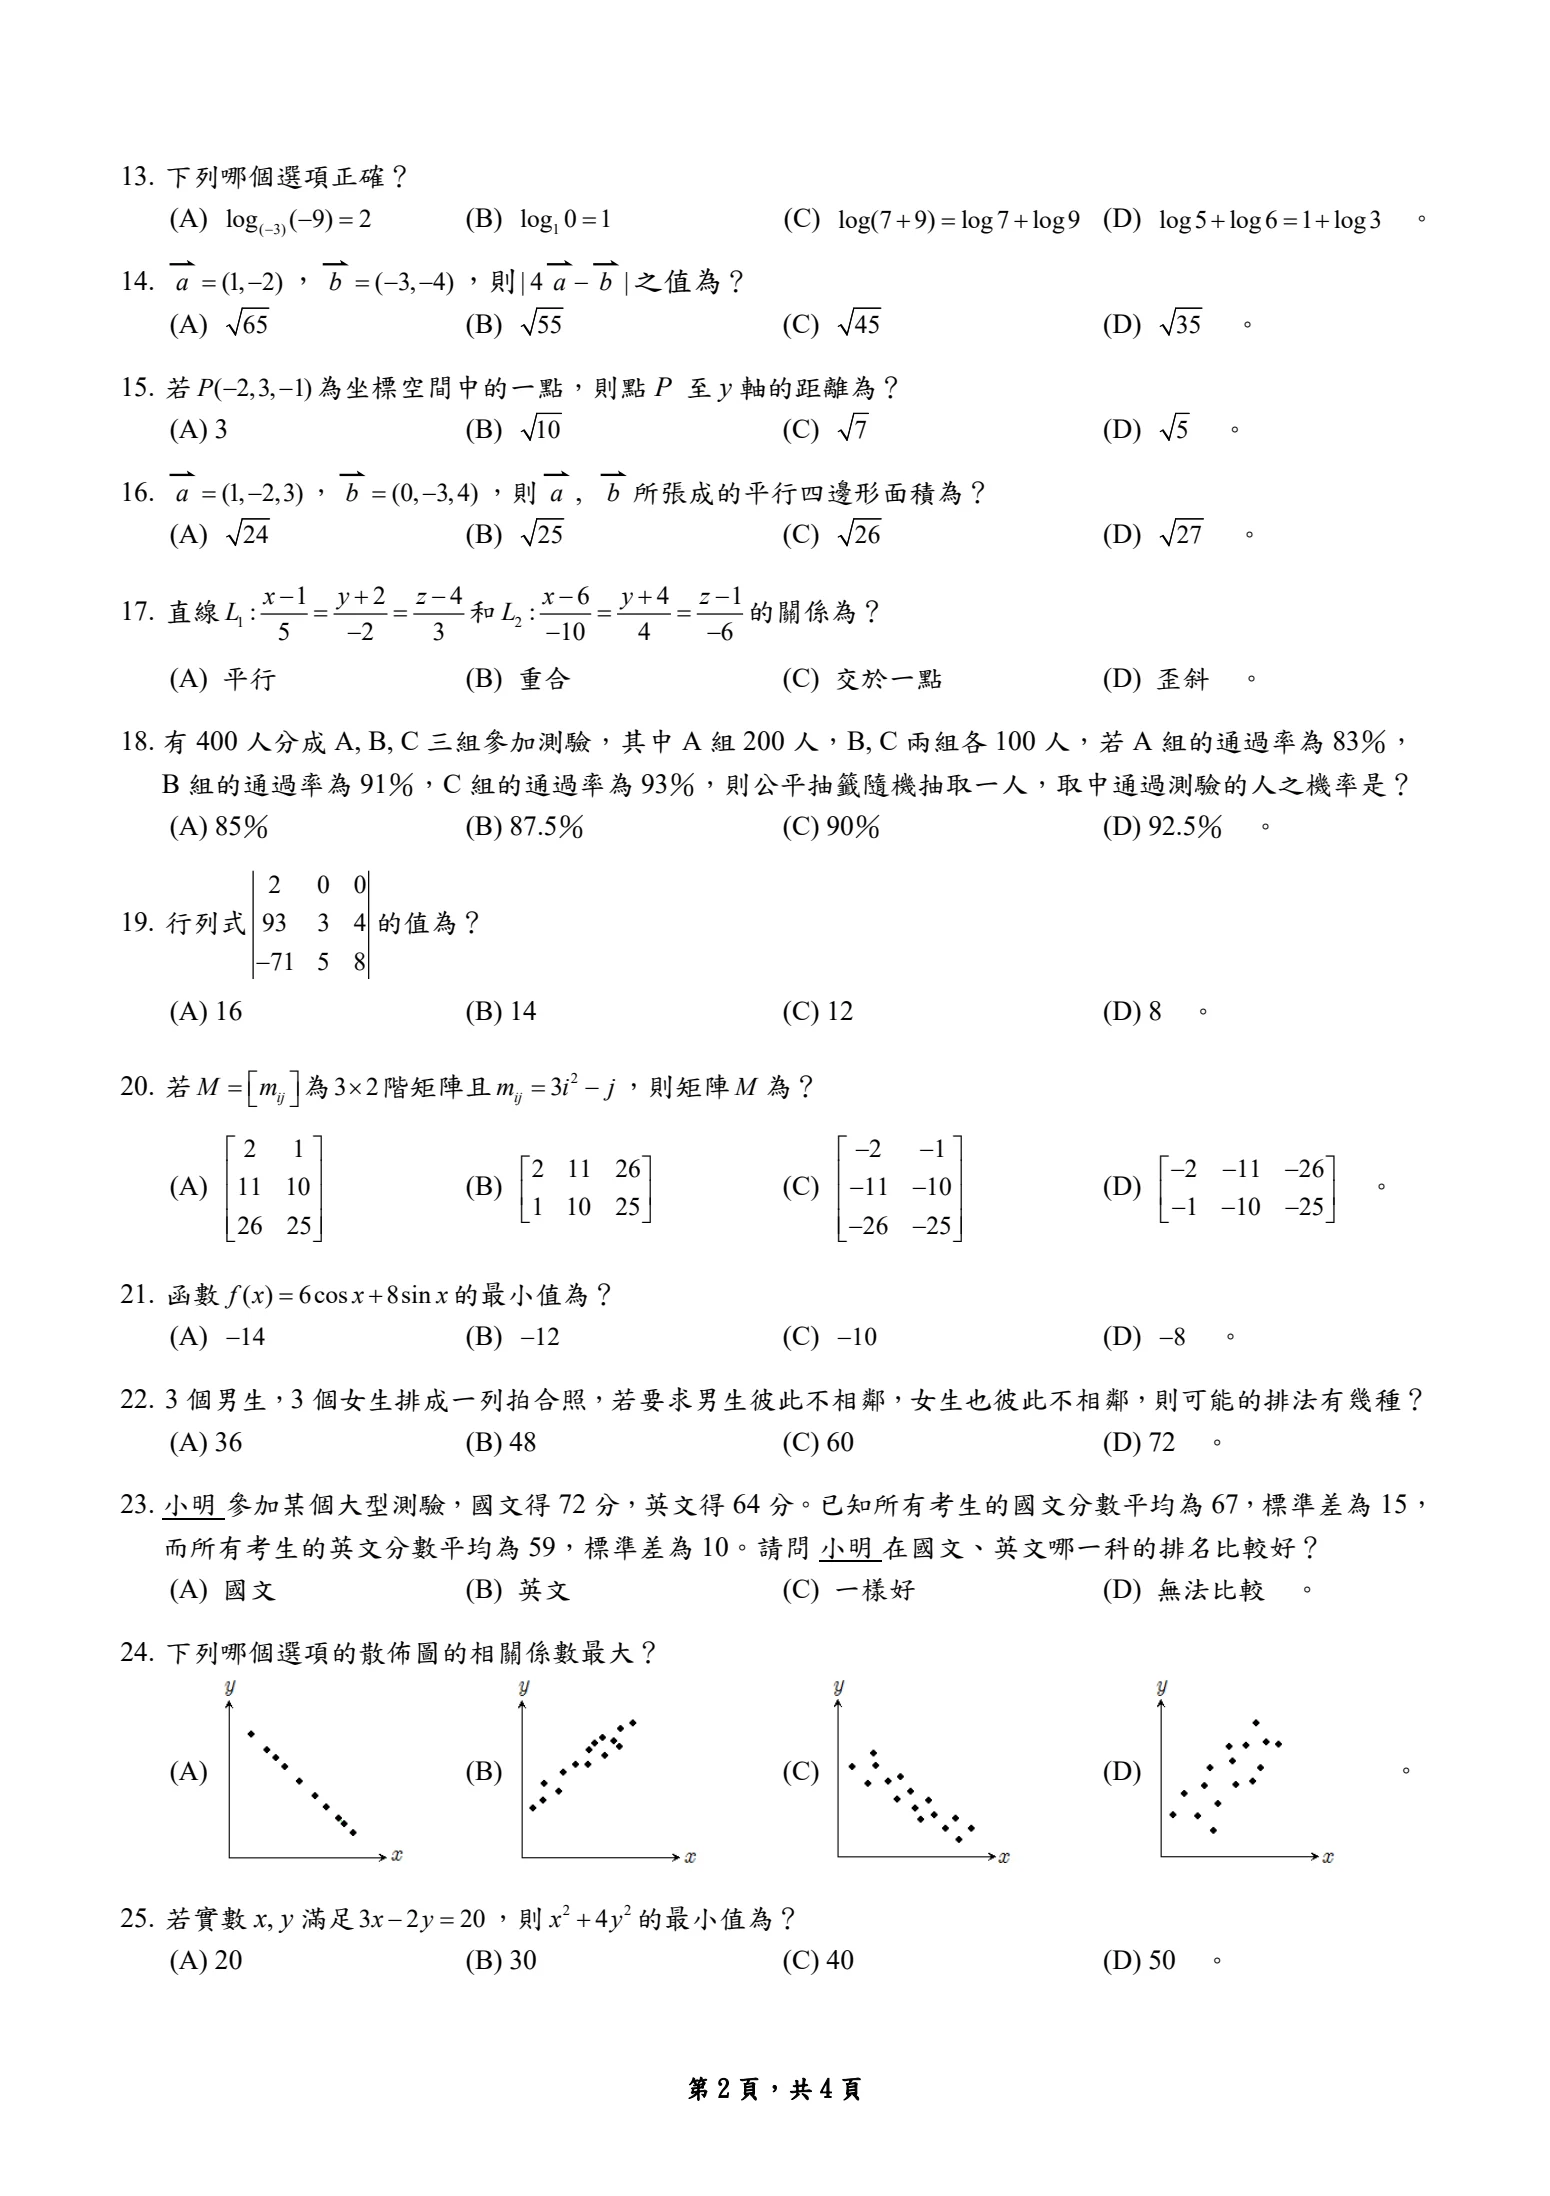 13. 下列哪個選項正確？
(A) log₍₋₃₎(−9) = 2 (B) log₁ 0 = 1 (C) log(7+9) = log7 + log9 (D) log5 + log6 = 1 + log3 。
14. a⃗ = (1,−2)，b⃗ = (−3,−4)，則|4a⃗ − b⃗|之值為？
(A) √65 (B) √55 (C) √45 (D) √35 。
15. 若P(−2,3,−1)為坐標空間中的一點，則點 P 至 y 軸的距離為？
(A) 3 (B) √10 (C) √7 (D) √5 。
16. a⃗ = (1,−2,3)，b⃗ = (0,−3,4)，則 a⃗ , b⃗ 所張成的平行四邊形面積為？
(A) √24 (B) √25 (C) √26 (D) √27 。
17. 直線 L₁ : (x−1)/5 = (y+2)/−2 = (z−4)/3 和 L₂ : (x−6)/−10 = (y+4)/4 = (z−1)/−6 的關係為？
(A) 平行 (B) 重合 (C) 交於一點 (D) 歪斜 。
18. 有 400 人分成 A, B, C 三組參加測驗，其中 A 組 200 人，B, C 兩組各 100 人，若 A 組的通過率為 83%，
B 組的通過率為 91%，C 組的通過率為 93%，則公平抽籤隨機抽取一人，取中通過測驗的人之機率是？
(A) 85% (B) 87.5% (C) 90% (D) 92.5% 。
19. 行列式 | 2 0 0 |
| 93 3 4 | 的值為？
| −71 5 8 |
(A) 16 (B) 14 (C) 12 (D) 8 。
20. 若 M = [mᵢⱼ] 為 3×2 階矩陣且 mᵢⱼ = 3i² − j，則矩陣 M 為？
(A) [2 1; 11 10; 26 25] (B) [2 11 26; 1 10 25] (C) [−2 −1; −11 −10; −26 −25] (D) [−2 −11 −26; −1 −10 −25] 。
21. 函數 f(x) = 6cos x + 8sin x 的最小值為？
(A) −14 (B) −12 (C) −10 (D) −8 。
22. 3 個男生，3 個女生排成一列拍合照，若要求男生彼此不相鄰，女生也彼此不相鄰，則可能的排法有幾種？
(A) 36 (B) 48 (C) 60 (D) 72 。
23. 小明 參加某個大型測驗，國文得 72 分，英文得 64 分。已知所有考生的國文分數平均為 67，標準差為 15，
而所有考生的英文分數平均為 59，標準差為 10。請問 小明 在國文、英文哪一科的排名比較好？
(A) 國文 (B) 英文 (C) 一樣好 (D) 無法比較 。
24. 下列哪個選項的散佈圖的相關係數最大？
y y y y
(A) (B) (C) (D) 。
x x x x
25. 若實數 x, y 滿足 3x − 2y = 20，則 x² + 4y² 的最小值為？
(A) 20 (B) 30 (C) 40 (D) 50 。
第 2 頁，共 4 頁